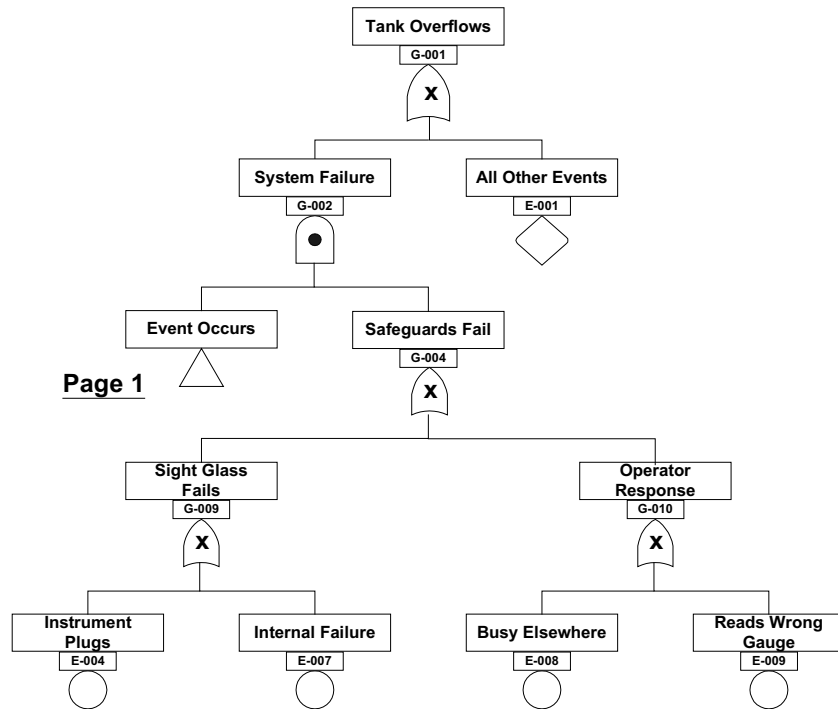 Tank Overflows
G-001
X
System Failure
All Other Events
G-002
E-001
Event Occurs
Safeguards Fail
G-004
Page 1
X
Sight Glass
Fails
Operator
Response
G-009
G-010
X
X
Instrument
Plugs
Internal Failure
Busy Elsewhere
Reads Wrong
Gauge
E-004
E-007
E-008
E-009